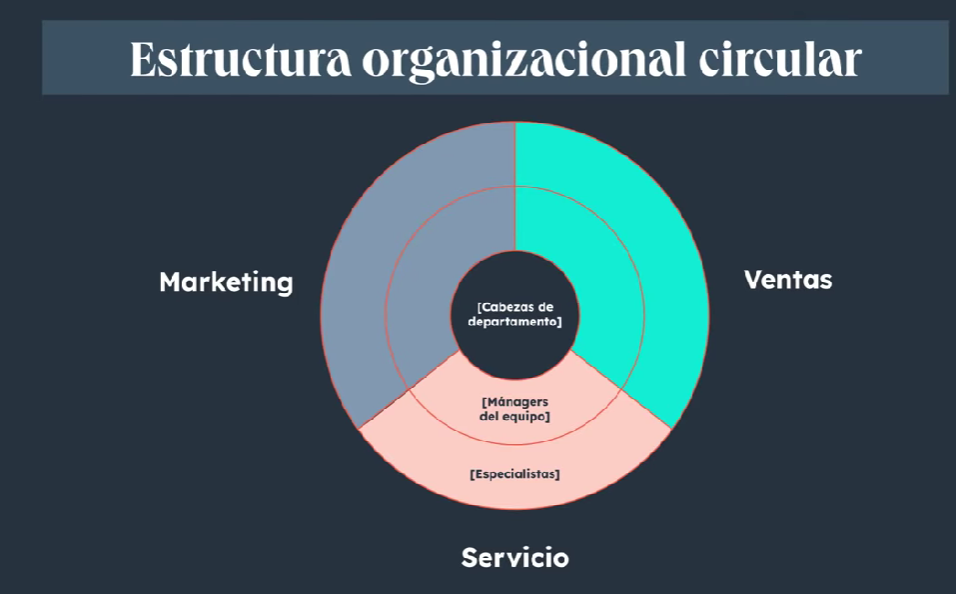 Estructura organizacional circular
Marketing
Ventas
[Cabezas de
departamento]
[Mánagers
del equipo]
[Especialistas]
Servicio